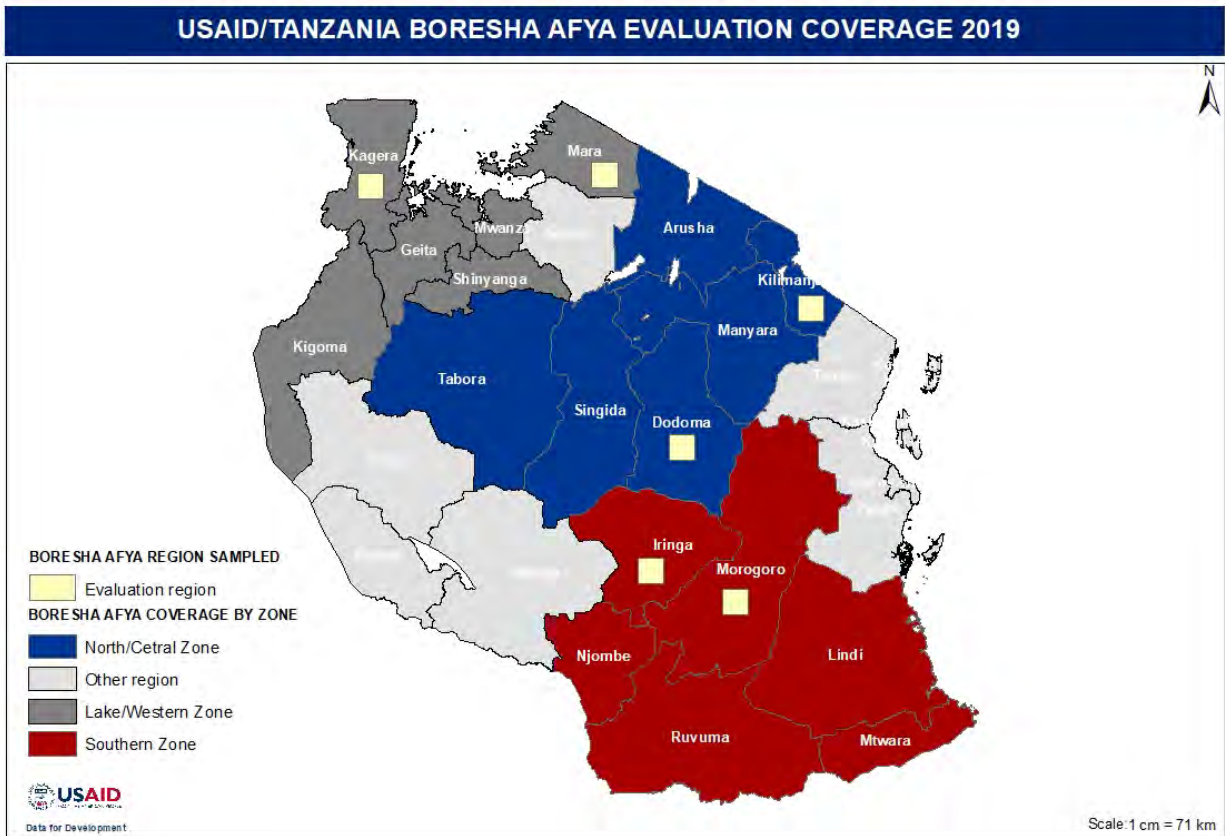 USAID/TANZANIA BORESHA AFYA EVALUATION COVERAGE 2019
N
Kagera
Mara
Mwanz
Arusha
Geita
Shinyanga
Kilimanj
Kigoma
Manyara
Tabora
Singida
Dodoma
Iringa
Morogoro
Njombe
Lindi
Ruvuma
Mtwara
BORESHA AFYA REGION SAMPLED
Evaluation region
BORESHA AFYA COVERAGE BY ZONE
North/Cetral Zone
Other region
Lake/Western Zone
Southern Zone
USAID
Data for Development
Scale:1 cm = 71 km